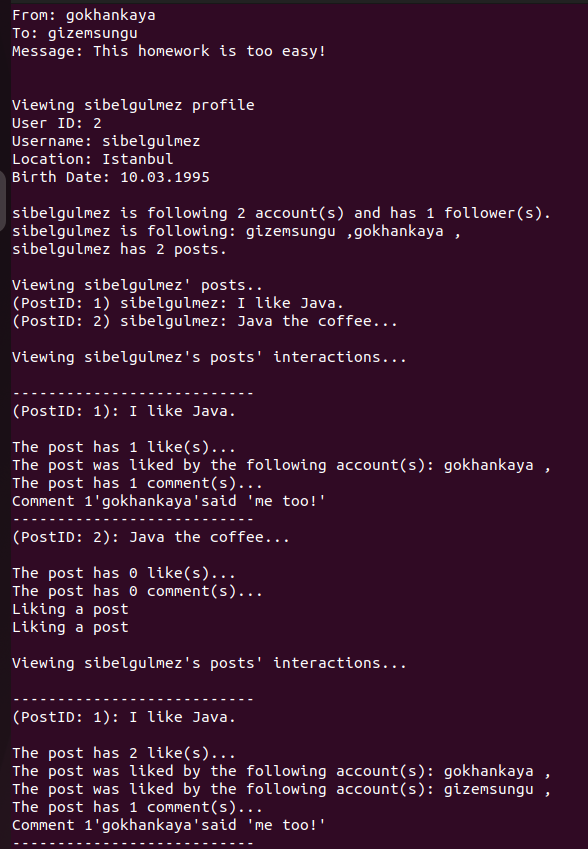 From: gokhankaya
To: gizemsungu
Message: This homework is too easy!
Viewing sibelgulmez profile
User ID: 2
Username: sibelgulmez
Location: Istanbul
Birth Date: 10.03.1995
sibelgulmez is following 2 account(s) and has 1 follower(s).
sibelgulmez is following: gizemsungu ,gokhankaya ,
sibelgulmez has 2 posts.
Viewing sibelgulmez' posts..
(PostID: 1) sibelgulmez: I like Java.
(PostID: 2) sibelgulmez: Java the coffee...
Viewing sibelgulmez's posts' interactions...
---------------------------
(PostID: 1): I like Java.
The post has 1 like(s)...
The post was liked by the following account(s): gokhankaya ,
The post has 1 comment(s)...
Comment 1'gokhankaya'said 'me too!'
---------------------------
(PostID: 2): Java the coffee...
The post has 0 like(s)...
The post has 0 comment(s)...
Liking a post
Liking a post
Viewing sibelgulmez's posts' interactions...
---------------------------
(PostID: 1): I like Java.
The post has 2 like(s)...
The post was liked by the following account(s): gokhankaya ,
The post was liked by the following account(s): gizemsungu ,
The post has 1 comment(s)...
Comment 1'gokhankaya'said 'me too!'
---------------------------